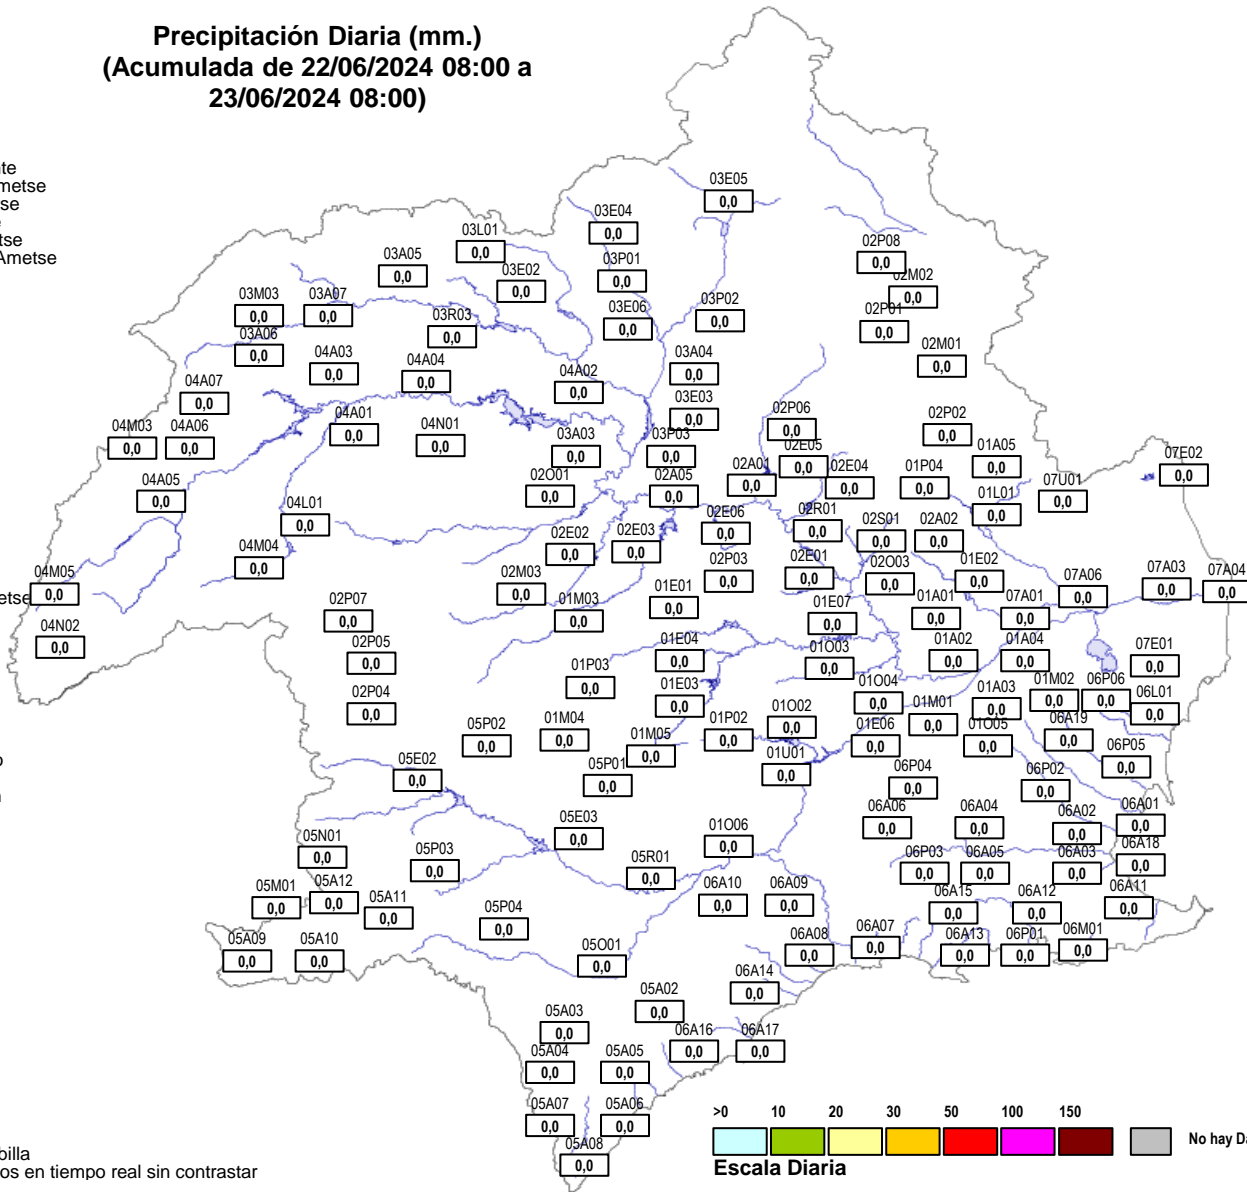 Precipitación Diaria (mm.)
(Acumulada de 22/06/2024 08:00 a
23/06/2024 08:00)
03E05
0,0
03E04
0,0
03L01
0,0
03A05
0,0
03P01
0,0
03E02
0,0
02P08
0,0
02M02
0,0
03M03
0,0
03A07
0,0
03R03
0,0
03E06
0,0
03P02
0,0
02P01
0,0
03A06
0,0
04A03
0,0
04A04
0,0
04A02
0,0
03A04
0,0
02M01
0,0
04A07
0,0
03E03
0,0
04M03
0,0
04A06
0,0
04A01
0,0
04N01
0,0
03A03
0,0
03P03
0,0
02P06
0,0
02P02
0,0
02E05
0,0
01A05
0,0
07E02
0,0
04A05
0,0
02O01
0,0
02A05
0,0
02A01
0,0
02E04
0,0
01P04
0,0
07U01
0,0
01L01
0,0
04L01
0,0
02E06
0,0
02R01
0,0
02S01
0,0
02A02
0,0
02E02
0,0
02E03
0,0
04M04
0,0
04M05
0,0
02M03
0,0
02P03
0,0
02E01
0,0
02O03
0,0
01E02
0,0
07A06
0,0
07A03
0,0
07A04
0,0
02P07
0,0
01M03
0,0
01E01
0,0
01E07
0,0
01A01
0,0
07A01
0,0
04N02
0,0
02P05
0,0
01E04
0,0
01O03
0,0
01A02
0,0
01A04
0,0
07E01
0,0
01P03
0,0
01E03
0,0
01O04
0,0
01A03
0,0
01M02
0,0
06P06
0,0
06L01
0,0
02P04
0,0
01M01
0,0
05P02
0,0
01M04
0,0
01M05
0,0
01P02
0,0
01O02
0,0
01E06
0,0
01O05
0,0
06A19
0,0
06P05
0,0
05E02
0,0
05P01
0,0
01U01
0,0
06P04
0,0
06P02
0,0
05E03
0,0
01O06
0,0
06A06
0,0
06A04
0,0
06A02
0,0
06A01
0,0
05N01
0,0
05P03
0,0
05R01
0,0
06P03
0,0
06A05
0,0
06A03
0,0
06A18
0,0
05M01
0,0
05A12
0,0
05A11
0,0
06A10
0,0
06A09
0,0
06A15
0,0
06A12
0,0
06A11
0,0
05P04
0,0
05A09
0,0
05A10
0,0
05O01
0,0
06A08
0,0
06A07
0,0
06A13
0,0
06P01
0,0
06M01
0,0
06A14
0,0
05A02
0,0
05A03
0,0
06A16
0,0
06A17
0,0
05A04
0,0
05A05
0,0
05A07
0,0
05A06
0,0
05A08
0,0
>0 10 20 30 50 100 150
No hay Da
Escala Diaria
os en tiempo real sin contrastar